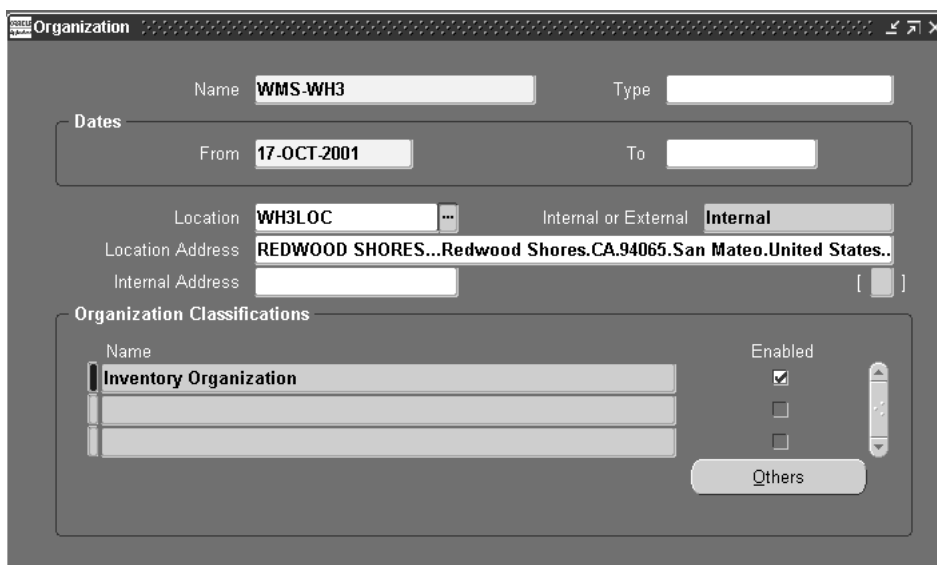 ORACLE
Organization
Name WMS-WH3 Type
Dates
From 17-OCT-2001 To
Location WH3LOC ... Internal or External Internal
Location Address REDWOOD SHORES...Redwood Shores.CA.94065.San Mateo.United States..
Internal Address [ ]
Organization Classifications
Name Enabled
Inventory Organization
Others